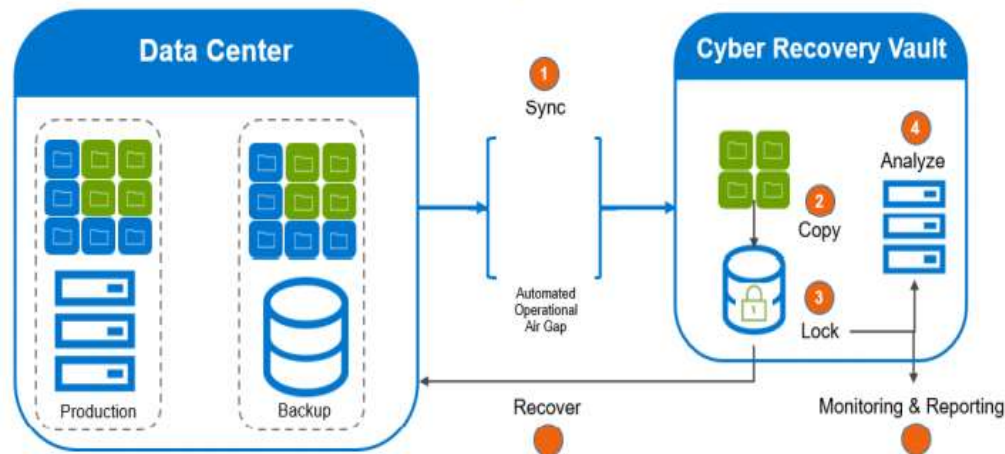 Data Center
Production
Backup
1
Sync
Automated
Operational
Air Gap
Recover
Cyber Recovery Vault
2
Copy
3
Lock
1
4
Analyze
Monitoring & Reporting